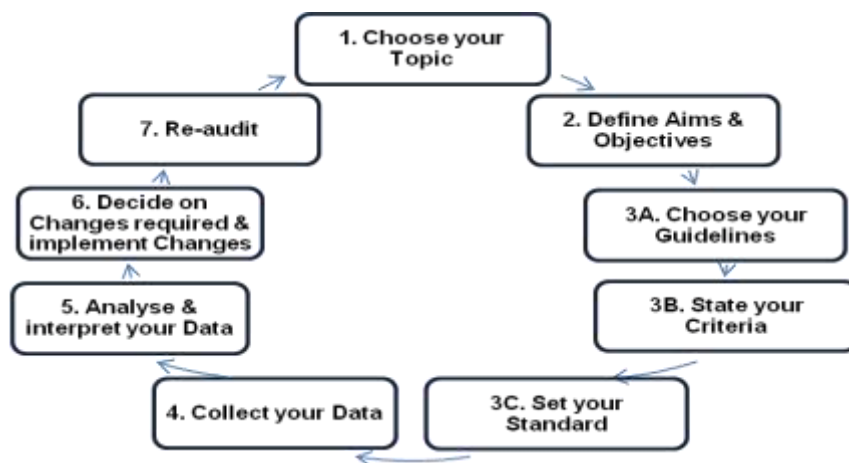 1. Choose your
Topic
2. Define Aims &
Objectives
3A. Choose your
Guidelines
3B. State your
Criteria
3C. Set your
Standard
4. Collect your Data
5. Analyse &
interpret your Data
6. Decide on
Changes required &
implement Changes
7. Re-audit